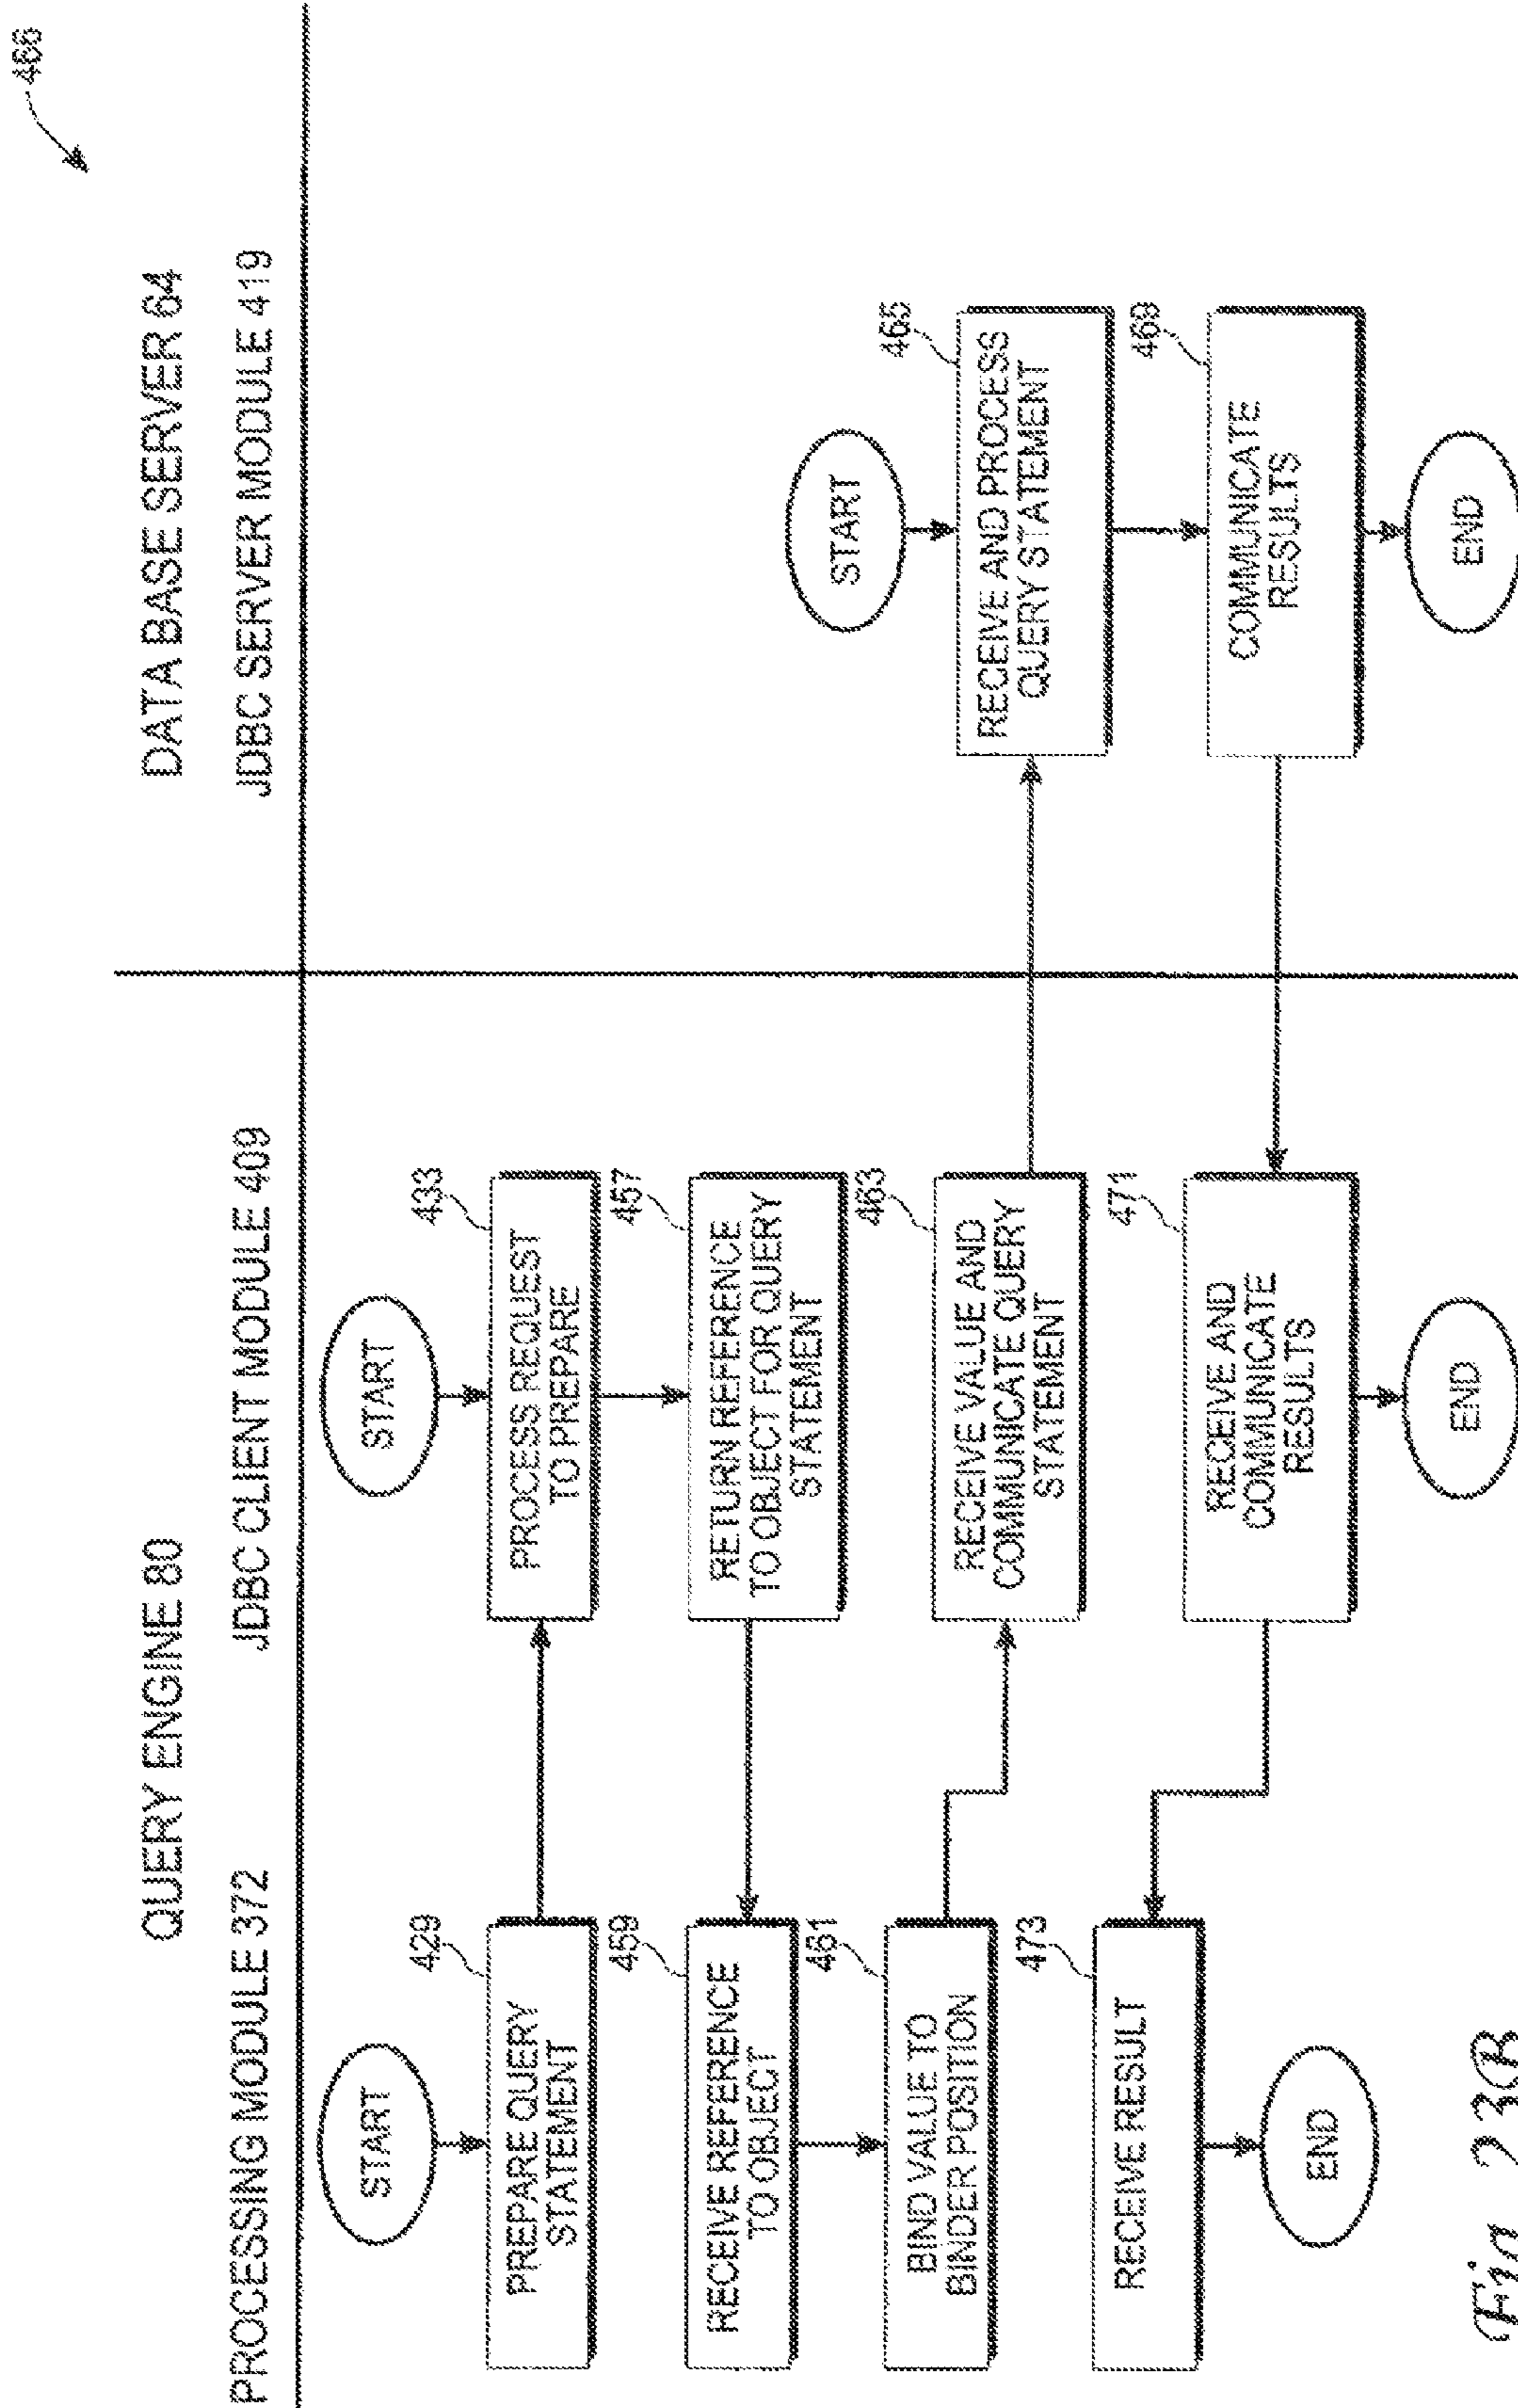 466
QUERY ENGINE 80
DATA BASE SERVER 64
PROCESSING MODULE 372
JDBC CLIENT MODULE 409
JDBC SERVER MODULE 419
START
429
PREPARE QUERY
STATEMENT
459
RECEIVE REFERENCE
TO OBJECT
461
BIND VALUE TO
BINDER POSITION
473
RECEIVE RESULT
END
START
433
PROCESS REQUEST
TO PREPARE
457
RETURN REFERENCE
TO OBJECT FOR QUERY
STATEMENT
463
RECEIVE VALUE AND
COMMUNICATE QUERY
STATEMENT
471
RECEIVE AND
COMMUNICATE
RESULTS
END
START
465
RECEIVE AND PROCESS
QUERY STATEMENT
469
COMMUNICATE
RESULTS
END
Fig. 23B